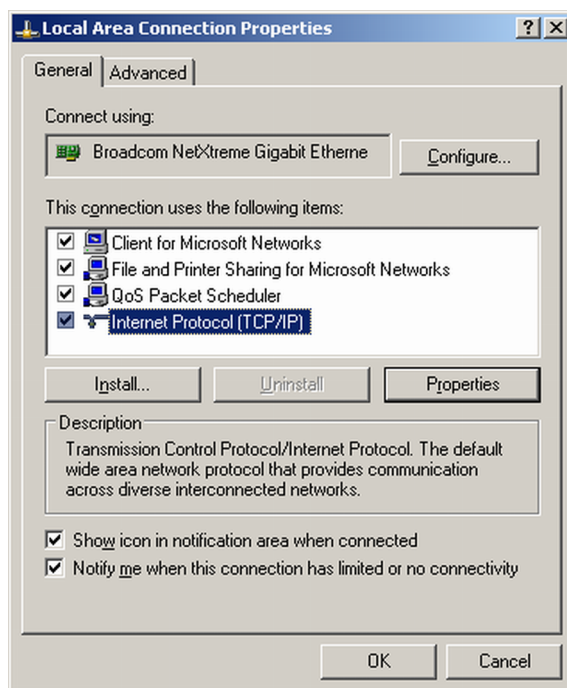 Local Area Connection Properties
General
Advanced
Connect using:
Broadcom NetXtreme Gigabit Etherne
Configure...
This connection uses the following items:
Client for Microsoft Networks
File and Printer Sharing for Microsoft Networks
QoS Packet Scheduler
Internet Protocol (TCP/IP)
Install...
Uninstall
Properties
Description
Transmission Control Protocol/Internet Protocol. The default
wide area network protocol that provides communication
across diverse interconnected networks.
Show icon in notification area when connected
Notify me when this connection has limited or no connectivity
OK
Cancel